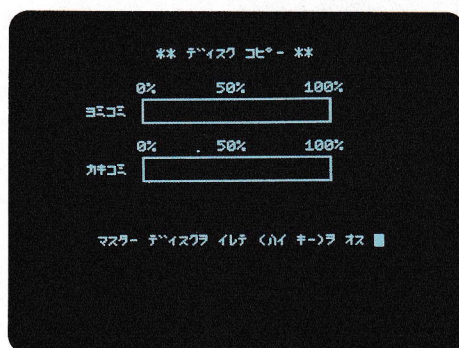 ** ディスク コピー **
0% 50% 100%
ヨミコミ
0% 50% 100%
カキコミ
マスター ディスクヲ イレテ (ハイ キー)ヲ オス